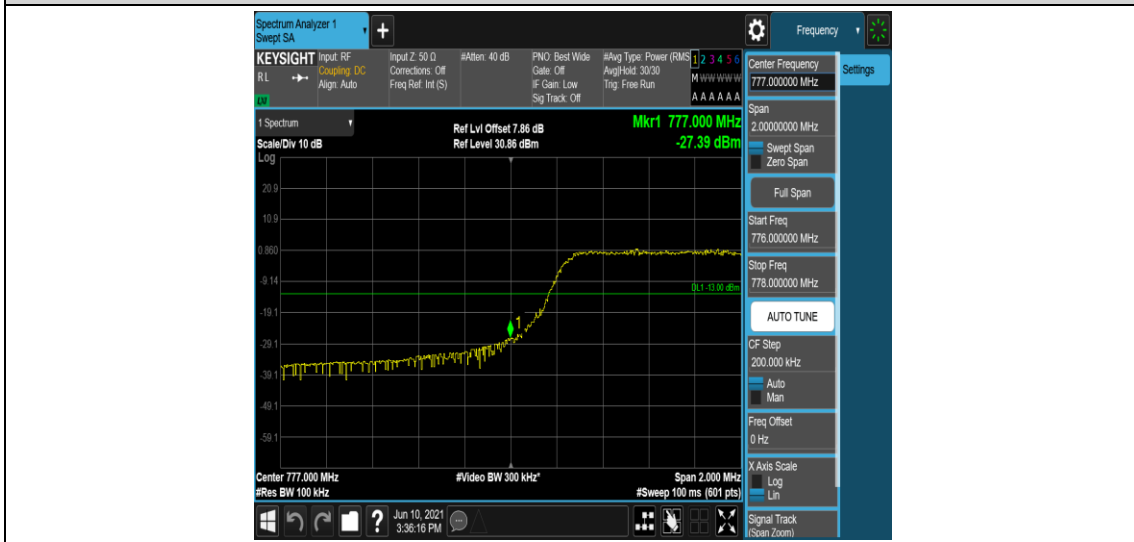 Spectrum Analyzer 1
Swept SA
+
Frequency
KEYSIGHT
R L
LXI
Input: RF
Coupling: DC
Align: Auto
Input Z: 50 Ω
Corrections: Off
Freq Ref: Int (S)
#Atten: 40 dB
PNO: Best Wide
Gate: Off
IF Gain: Low
Sig Track: Off
#Avg Type: Power (RMS
Avg|Hold: 30/30
Trig: Free Run
1 2 3 4 5 6
M W W W W W
A A A A A A
1 Spectrum
Scale/Div 10 dB
Log
Ref Lvl Offset 7.86 dB
Ref Level 30.86 dBm
Mkr1 777.000 MHz
-27.39 dBm
20.9
10.9
0.860
-9.14
-19.1
-29.1
-39.1
-49.1
-59.1
DL1 -13.00 dBm
1
Center 777.000 MHz
#Res BW 100 kHz
#Video BW 300 kHz*
Span 2.000 MHz
#Sweep 100 ms (601 pts)
Center Frequency
777.000000 MHz
Settings
Span
2.00000000 MHz
Swept Span
Zero Span
Full Span
Start Freq
776.000000 MHz
Stop Freq
778.000000 MHz
AUTO TUNE
CF Step
200.000 kHz
Auto
Man
Freq Offset
0 Hz
X Axis Scale
Log
Lin
Signal Track
(Span Zoom)
?
Jun 10, 2021
3:36:16 PM